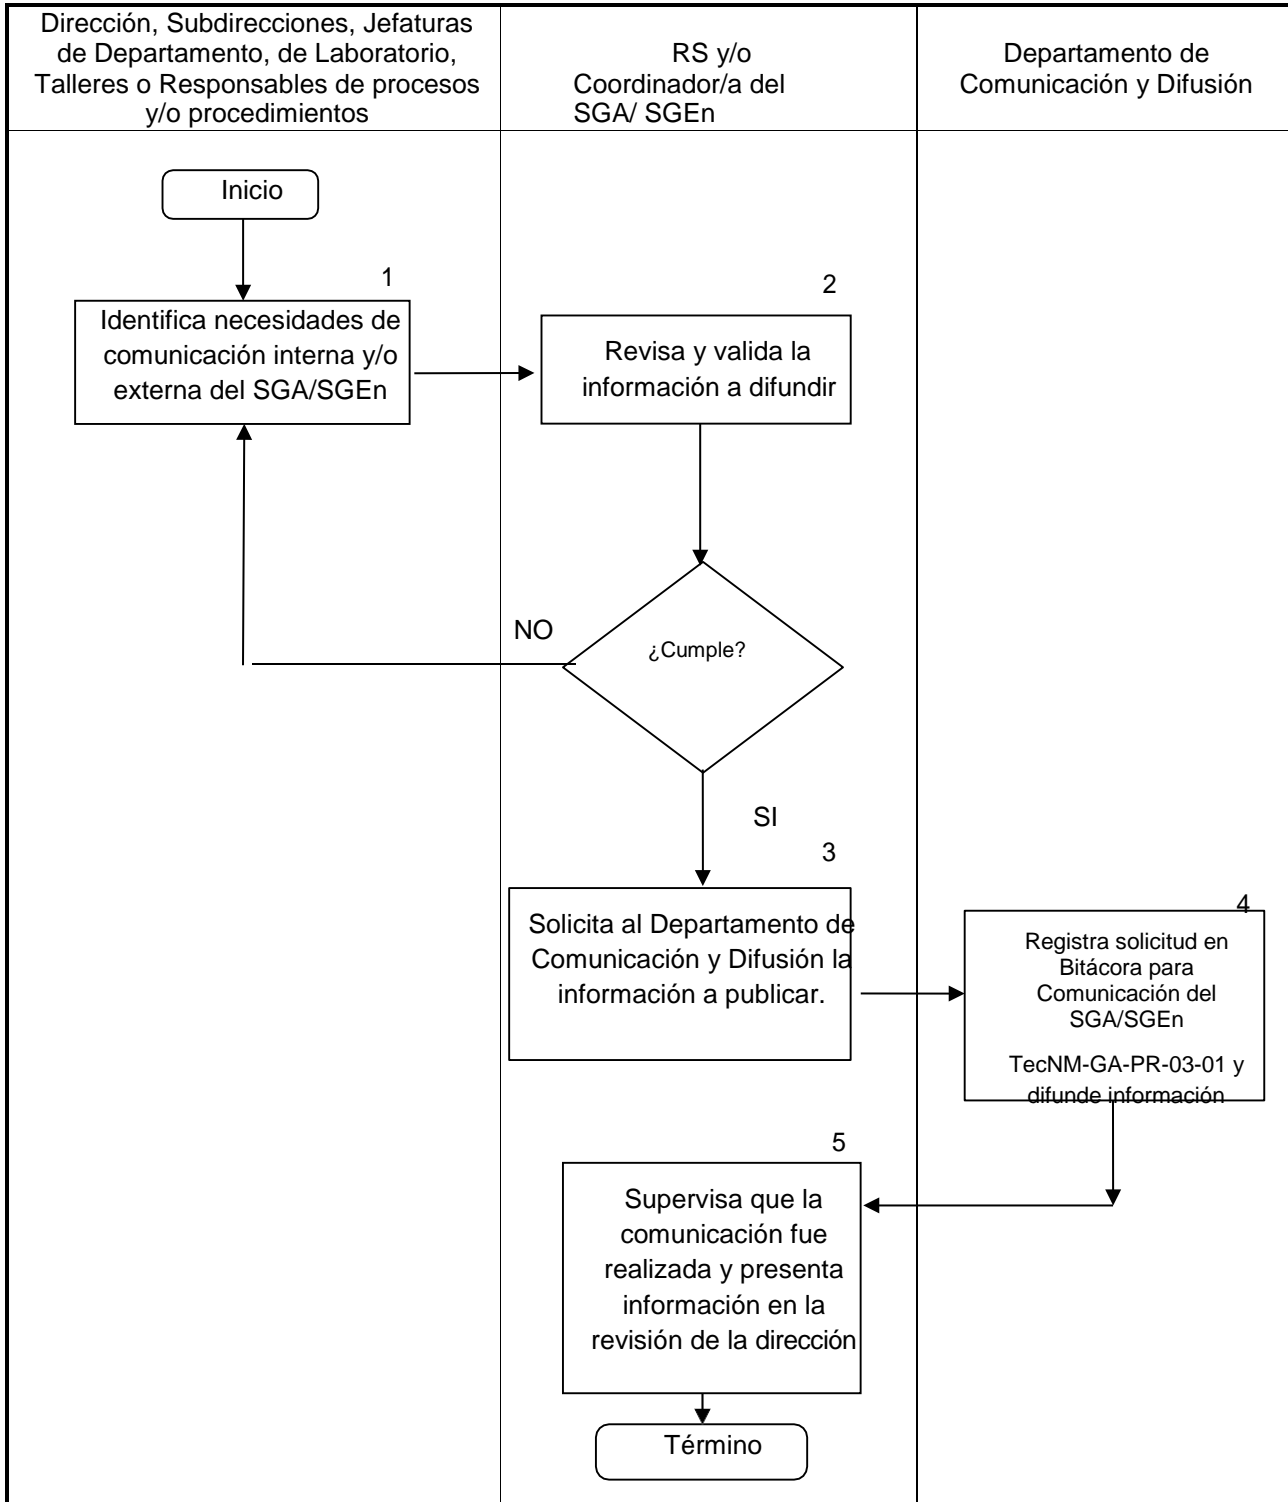 Dirección, Subdirecciones, Jefaturas
de Departamento, de Laboratorio,
Talleres o Responsables de procesos
y/o procedimientos
RS y/o
Coordinador/a del
SGA/ SGEn
Departamento de
Comunicación y Difusión
Inicio
1
Identifica necesidades de
comunicación interna y/o
externa del SGA/SGEn
2
Revisa y valida la
información a difundir
NO
¿Cumple?
SI
3
Solicita al Departamento de
Comunicación y Difusión la
información a publicar.
4
Registra solicitud en
Bitácora para
Comunicación del
SGA/SGEn
TecNM-GA-PR-03-01 y
difunde información
5
Supervisa que la
comunicación fue
realizada y presenta
información en la
revisión de la dirección
Término